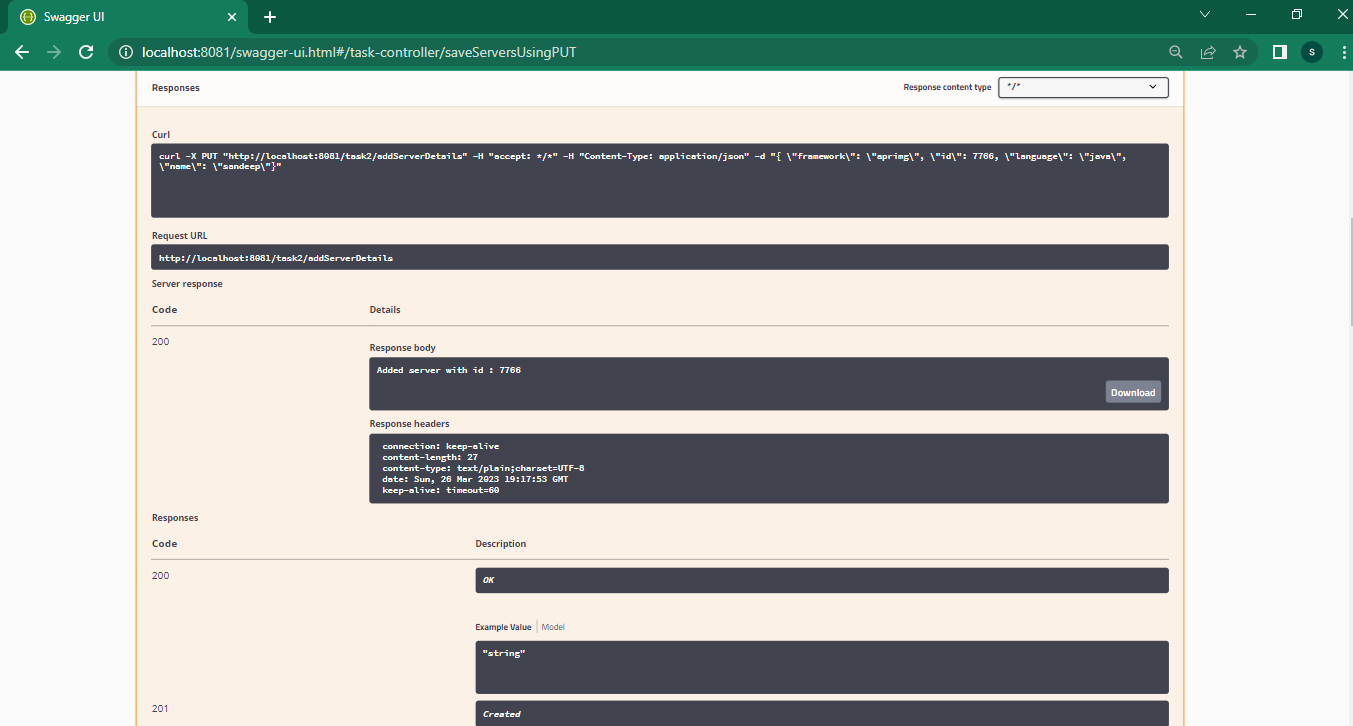 Swagger UI
localhost:8081/swagger-ui.html#/task-controller/saveServersUsingPUT
S
Responses
Response content type
*/*
Curl
curl -X PUT "http://localhost:8081/task2/addServerDetails" -H "accept: */*" -H "Content-Type: application/json" -d "{ \"framework\": \"aprimg\", \"id\": 7766, \"language\": \"java\",
\"name\": \"sandeep\"}"
Request URL
http://localhost:8081/task2/addServerDetails
Server response
Code Details
200
Response body
Added server with id : 7766
Download
Response headers
connection: keep-alive
content-length: 27
content-type: text/plain;charset=UTF-8
date: Sun, 26 Mar 2023 19:17:53 GMT
keep-alive: timeout=60
Responses
Code Description
200
OK
Example Value Model
"string"
201
Created